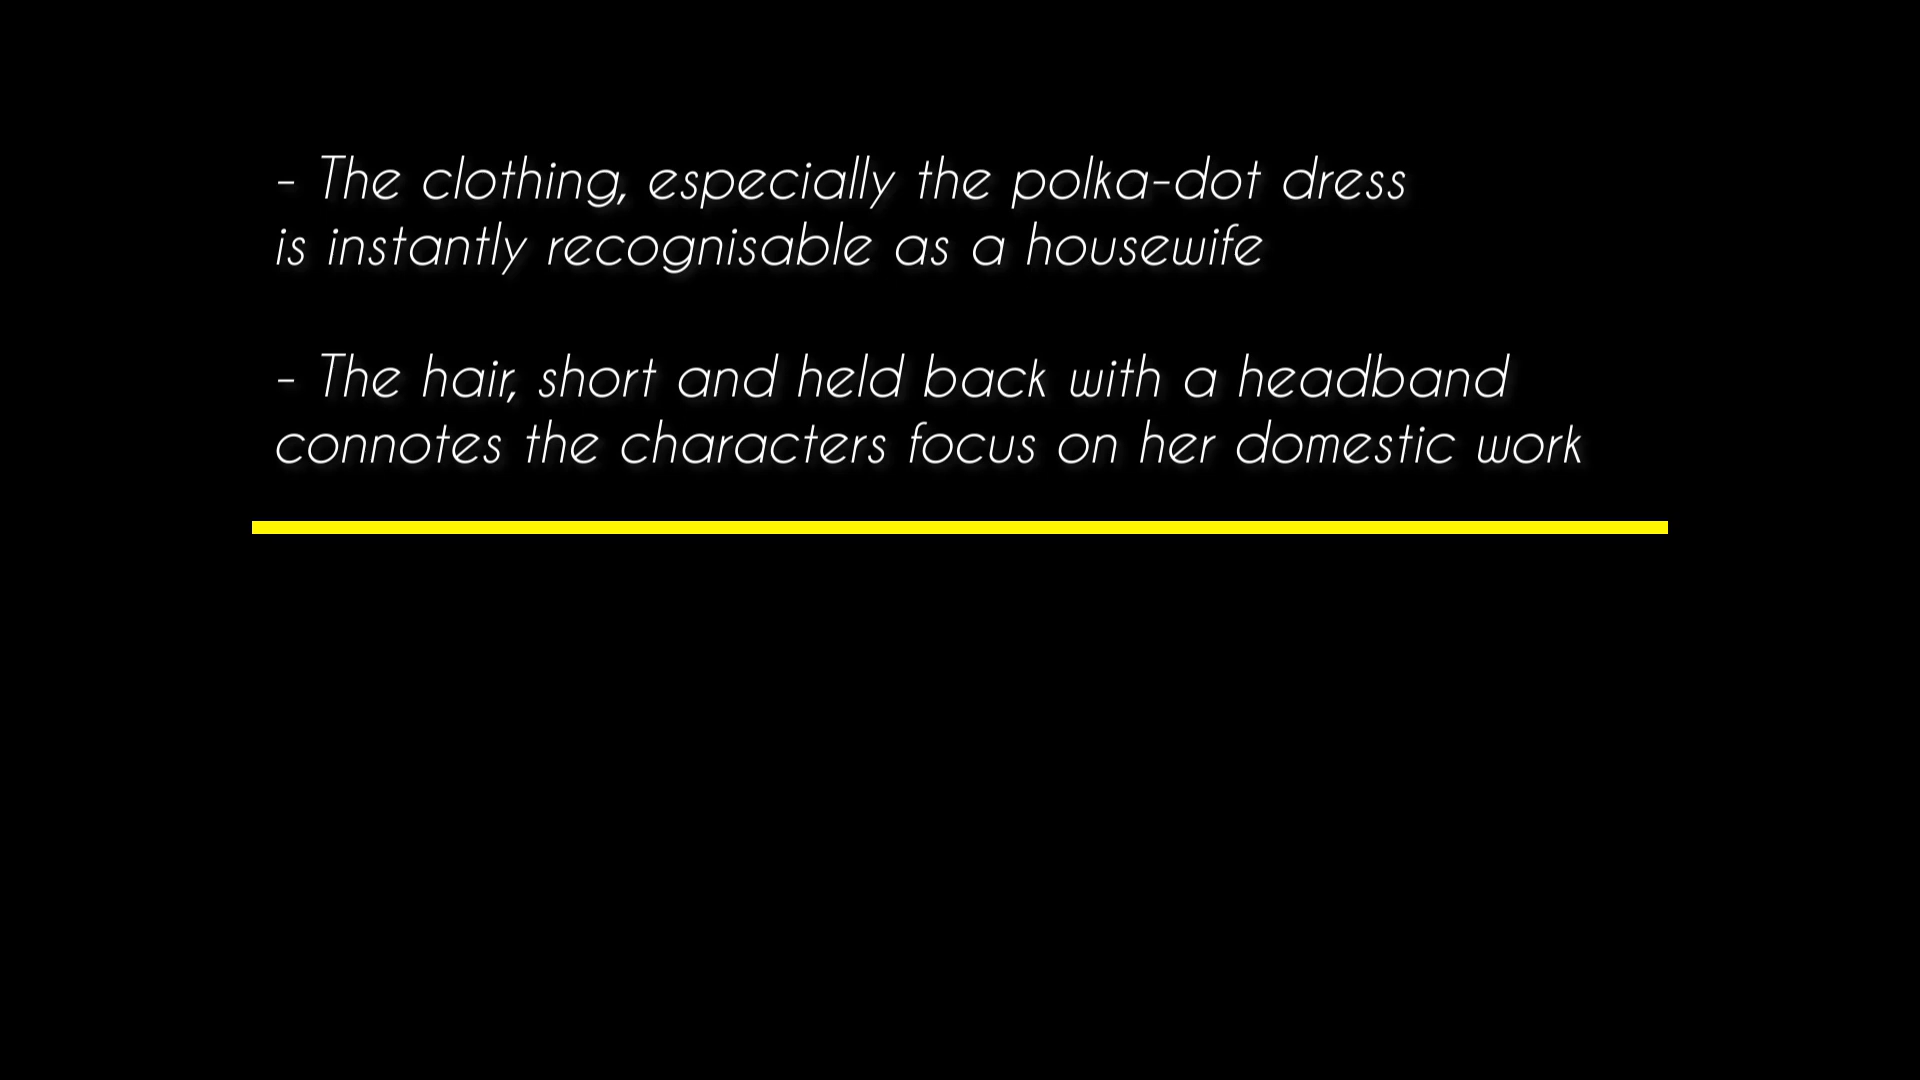 - The clothing, especially the polka-dot dress
is instantly recognisable as a housewife
- The hair, short and held back with a headband
connotes the characters focus on her domestic work